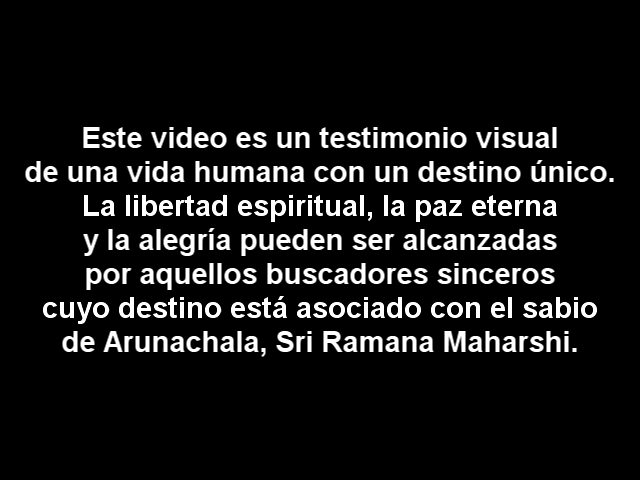 Este video es un testimonio visual
de una vida humana con un destino único.
La libertad espiritual, la paz eterna
y la alegría pueden ser alcanzadas
por aquellos buscadores sinceros
cuyo destino está asociado con el sabio
de Arunachala, Sri Ramana Maharshi.